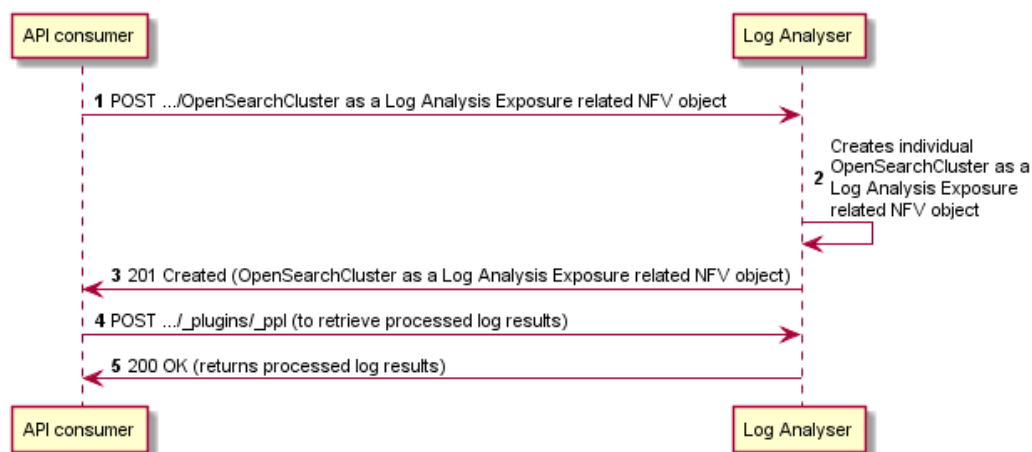 API consumer
Log Analyser
1 POST .../OpenSearchCluster as a Log Analysis Exposure related NFV object
Creates individual
2 OpenSearchCluster as a
Log Analysis Exposure
related NFV object
3 201 Created (OpenSearchCluster as a Log Analysis Exposure related NFV object)
4 POST .../_plugins/_ppl (to retrieve processed log results)
5 200 OK (returns processed log results)
API consumer
Log Analyser